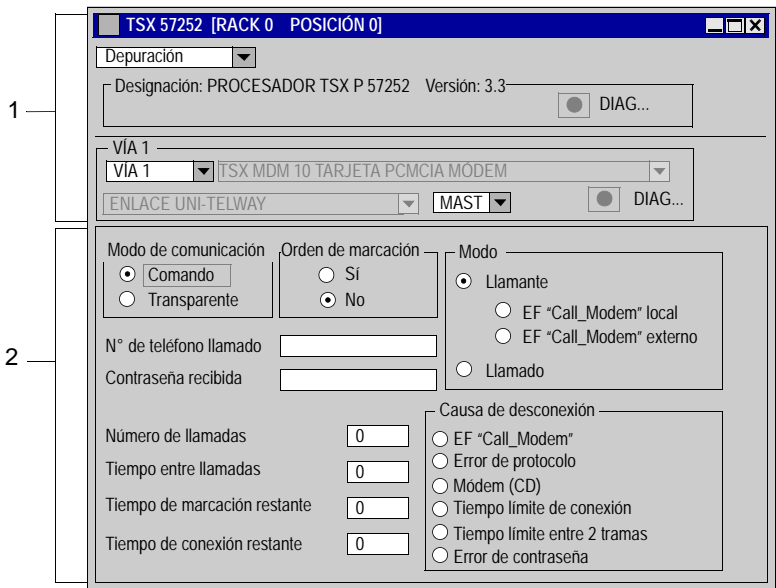 TSX 57252 [RACK 0 POSICIÓN 0]
Depuración
Designación: PROCESADOR TSX P 57252 Versión: 3.3
DIAG...
1
VÍA 1
VÍA 1
TSX MDM 10 TARJETA PCMCIA MÓDEM
ENLACE UNI-TELWAY
MAST
DIAG...
2
Modo de comunicación
Comando
Transparente
Orden de marcación
Sí
No
Modo
Llamante
EF “Call_Modem” local
EF “Call_Modem” externo
Llamado
N° de teléfono llamado
Contraseña recibida
Número de llamadas
0
Tiempo entre llamadas
0
Tiempo de marcación restante
0
Tiempo de conexión restante
0
Causa de desconexión
EF “Call_Modem”
Error de protocolo
Módem (CD)
Tiempo límite de conexión
Tiempo límite entre 2 tramas
Error de contraseña